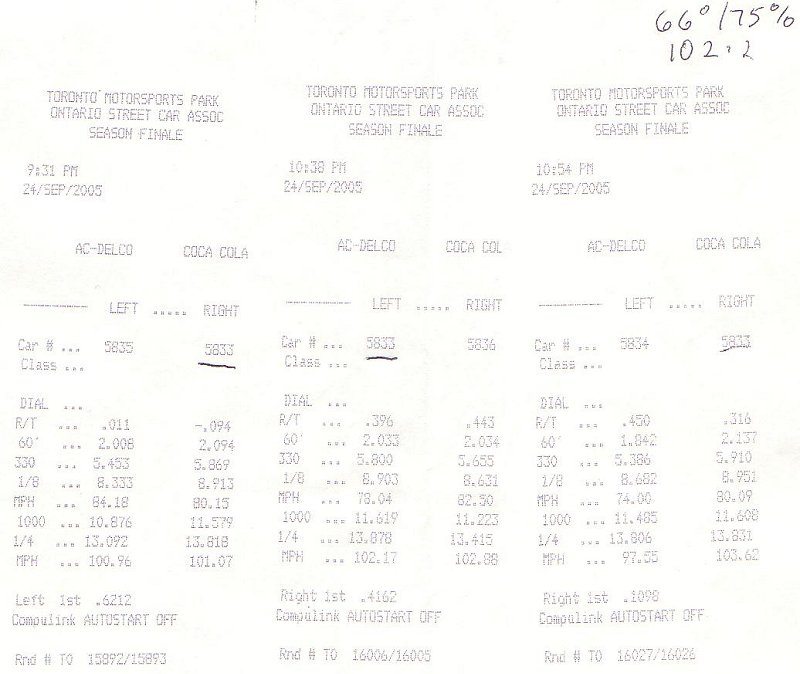 66°/75%
102.2
TORONTO MOTORSPORTS PARK
ONTARIO STREET CAR ASSOC
SEASON FINALE
9:31 PM
24/SEP/2005
AC-DELCO COCA COLA
---------- LEFT ..... RIGHT
Car # ... 5835 5833
Class ...
DIAL ...
R/T ... .011 -.094
60' ... 2.008 2.094
330 ... 5.453 5.869
1/8 ... 8.333 8.913
MPH ... 84.18 80.15
1000 ... 10.876 11.579
1/4 ... 13.092 13.818
MPH ... 100.96 101.07
Left 1st .6212
Compulink AUTOSTART OFF
Rnd # TO 15892/15893
TORONTO MOTORSPORTS PARK
ONTARIO STREET CAR ASSOC
SEASON FINALE
10:38 PM
24/SEP/2005
AC-DELCO COCA COL
---------- LEFT ..... RIGHT
Car # ... 5833 5836
Class ...
DIAL ...
R/T ... .396 .443
60' ... 2.033 2.034
330 ... 5.800 5.655
1/8 ... 8.903 8.631
MPH ... 78.04 82.50
1000 ... 11.619 11.223
1/4 ... 13.878 13.415
MPH ... 102.17 102.88
Right 1st .4162
Compulink AUTOSTART OFF
Rnd # TO 16006/16005
TORONTO MOTORSPORTS PARK
ONTARIO STREET CAR ASSOC
SEASON FINALE
10:54 PM
24/SEP/2005
AC-DELCO COCA COLA
---------- LEFT ..... RIGHT
Car # ... 5834 5833
Class ...
DIAL ...
R/T ... .450 .316
60' ... 1.842 2.137
330 ... 5.386 5.910
1/8 ... 8.682 8.951
MPH ... 74.00 80.09
1000 ... 11.485 11.608
1/4 ... 13.806 13.831
MPH ... 97.55 103.62
Right 1st .1098
Compulink AUTOSTART OFF
Rnd # TO 16027/16026